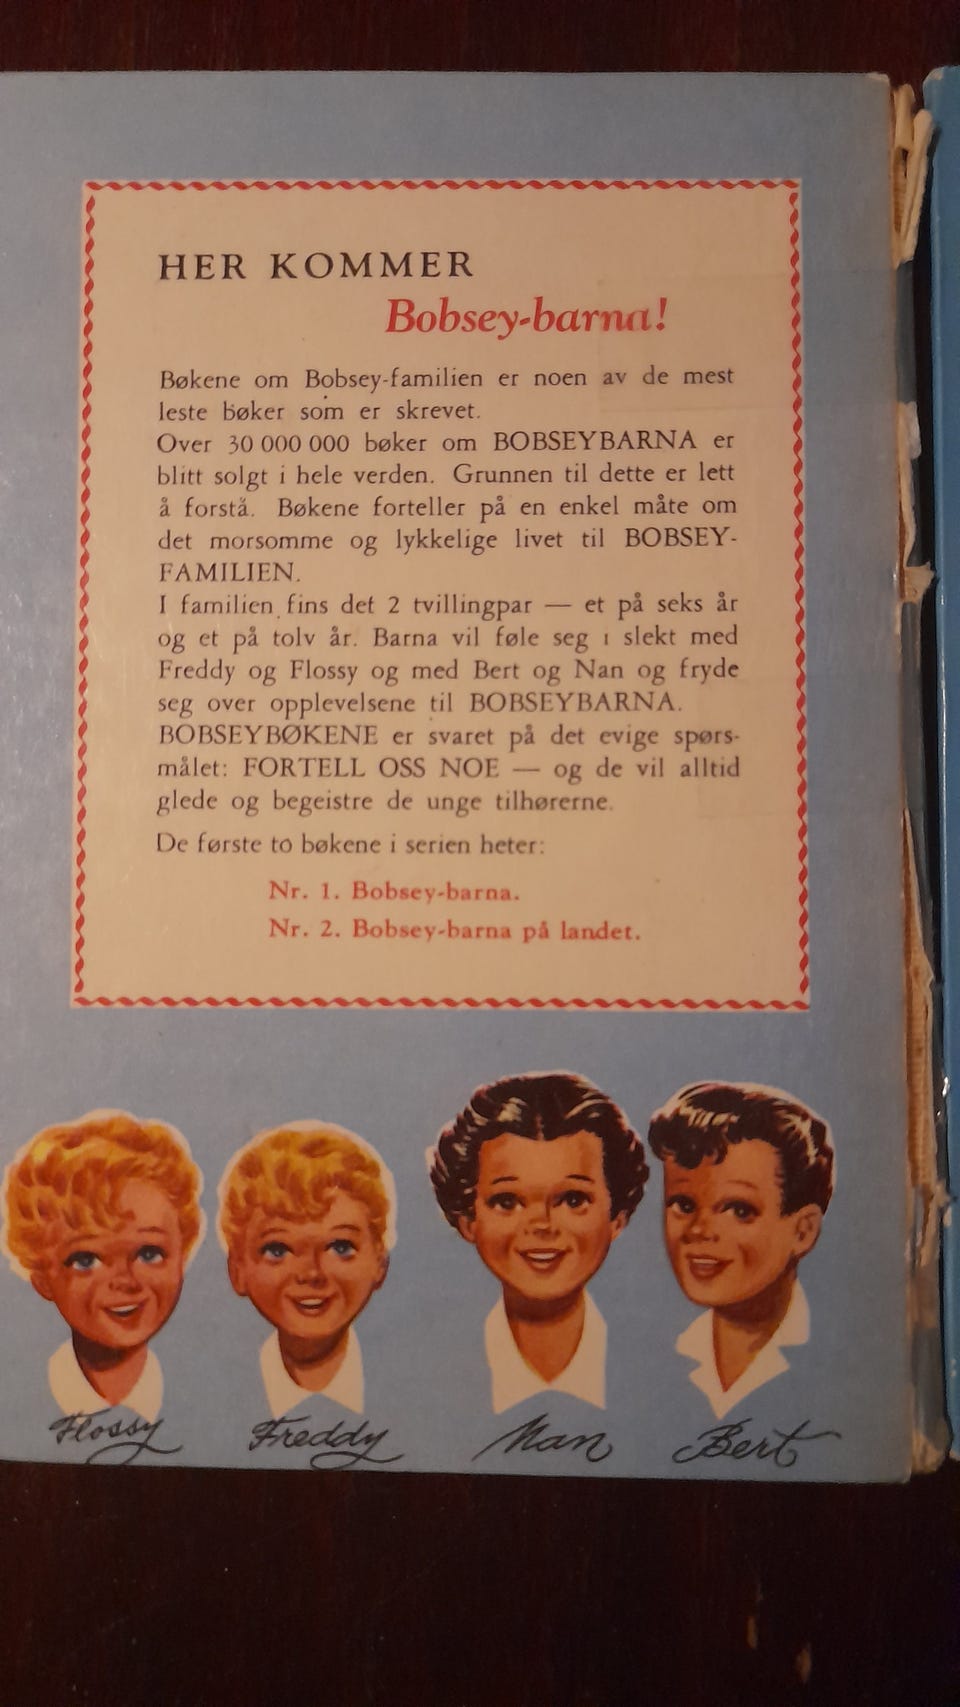 HER KOMMER
Bobsey-barna!
Bøkene om Bobsey-familien er noen av de mest
leste bøker som er skrevet.
Over 30 000 000 bøker om BOBSEYBARNA er
blitt solgt i hele verden. Grunnen til dette er lett
å forstå. Bøkene forteller på en enkel måte om
det morsomme og lykkelige livet til BOBSEY-
FAMILIEN.
I familien fins det 2 tvillingpar — et på seks år
og et på tolv år. Barna vil føle seg i slekt med
Freddy og Flossy og med Bert og Nan og fryde
seg over opplevelsene til BOBSEYBARNA.
BOBSEYBØKENE er svaret på det evige spørs-
målet: FORTELL OSS NOE — og de vil alltid
glede og begeistre de unge tilhørerne.
De første to bøkene i serien heter:
Nr. 1. Bobsey-barna.
Nr. 2. Bobsey-barna på landet.
Flossy Freddy Nan Bert